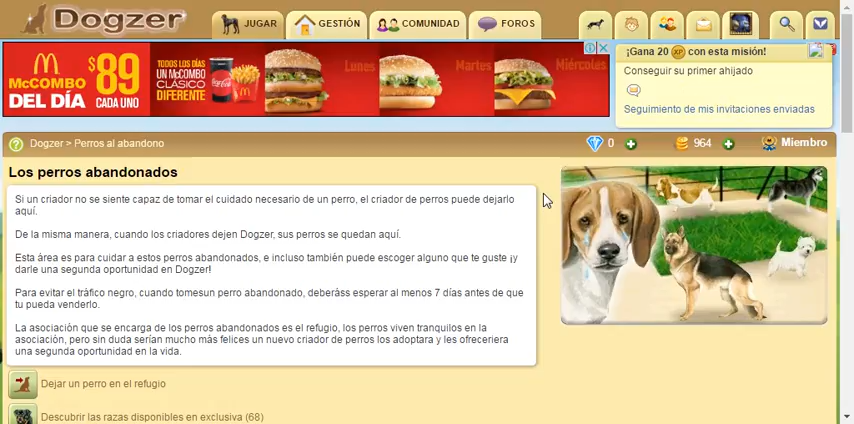 Dogzer
JUGAR
GESTIÓN
COMUNIDAD
FOROS
McCOMBO
DEL DÍA
$89
CADA UNO
TODOS LOS DÍAS
UN McCOMBO
CLÁSICO
DIFERENTE
Lunes
Martes
Miércoles
¡Gana 20 XP con esta misión!
Conseguir su primer ahijado
Seguimiento de mis invitaciones enviadas
Dogzer > Perros al abandono
0
964
Miembro
Los perros abandonados
Si un criador no se siente capaz de tomar el cuidado necesario de un perro, el criador de perros puede dejarlo
aquí.
De la misma manera, cuando los criadores dejen Dogzer, sus perros se quedan aquí.
Esta área es para cuidar a estos perros abandonados, e incluso también puede escoger alguno que te guste ¡y
darle una segunda oportunidad en Dogzer!
Para evitar el tráfico negro, cuando tomesun perro abandonado, deberáss esperar al menos 7 días antes de que
tu pueda venderlo.
La asociación que se encarga de los perros abandonados es el refugio, los perros viven tranquilos en la
asociación, pero sin duda serían mucho más felices un nuevo criador de perros los adoptara y les ofreceriera
una segunda oportunidad en la vida.
Dejar un perro en el refugio
Descubrir las razas disponibles en exclusiva (68)